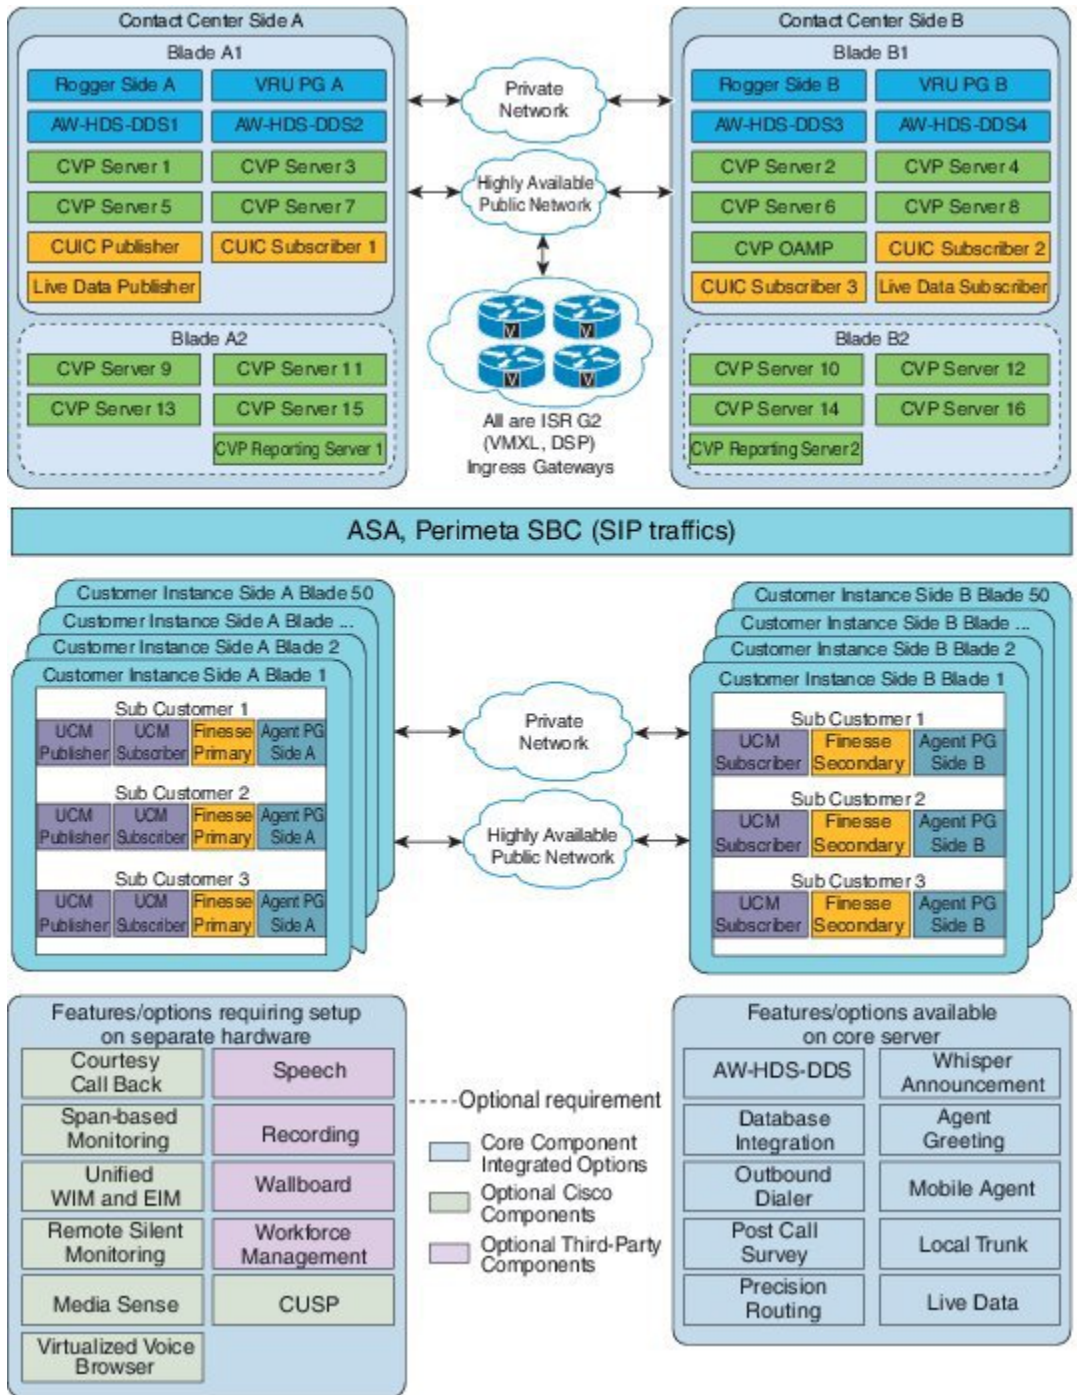 Contact Center Side A
Blade A1
Rogger Side A
VRU PG A
AW-HDS-DDS1
AW-HDS-DDS2
CVP Server 1
CVP Server 3
CVP Server 5
CVP Server 7
CUIC Publisher
CUIC Subscriber 1
Live Data Publisher
Blade A2
CVP Server 9
CVP Server 11
CVP Server 13
CVP Server 15
CVP Reporting Server 1
Private
Network
Highly Available
Public Network
V
V
V
V
All are ISR G2
(VMXL, DSP)
Ingress Gateways
Contact Center Side B
Blade B1
Rogger Side B
VRU PG B
AW-HDS-DDS3
AW-HDS-DDS4
CVP Server 2
CVP Server 4
CVP Server 6
CVP Server 8
CVP OAMP
CUIC Subscriber 2
CUIC Subscriber 3
Live Data Subscriber
Blade B2
CVP Server 10
CVP Server 12
CVP Server 14
CVP Server 16
CVP Reporting Server 2
ASA, Perimeta SBC (SIP traffics)
Customer Instance Side A Blade 50
Customer Instance Side A Blade ...
Customer Instance Side A Blade 2
Customer Instance Side A Blade 1
Sub Customer 1
UCM
Publisher
UCM
Subscriber
Finesse
Primary
Agent PG
Side A
Sub Customer 2
UCM
Publisher
UCM
Subscriber
Finesse
Primary
Agent PG
Side A
Sub Customer 3
UCM
Publisher
UCM
Subscriber
Finesse
Primary
Agent PG
Side A
Private
Network
Highly Available
Public Network
Customer Instance Side B Blade 50
Customer Instance Side B Blade ...
Customer Instance Side B Blade 2
Customer Instance Side B Blade 1
Sub Customer 1
UCM
Subscriber
Finesse
Secondary
Agent PG
Side B
Sub Customer 2
UCM
Subscriber
Finesse
Secondary
Agent PG
Side B
Sub Customer 3
UCM
Subscriber
Finesse
Secondary
Agent PG
Side B
Features/options requiring setup
on separate hardware
Courtesy
Call Back
Speech
Span-based
Monitoring
Recording
Unified
WIM and EIM
Wallboard
Remote Silent
Monitoring
Workforce
Management
Media Sense
CUSP
Virtualized Voice
Browser
Optional requirement
Core Component
Integrated Options
Optional Cisco
Components
Optional Third-Party
Components
Features/options available
on core server
AW-HDS-DDS
Whisper
Announcement
Database
Integration
Agent
Greeting
Outbound
Dialer
Mobile Agent
Post Call
Survey
Local Trunk
Precision
Routing
Live Data